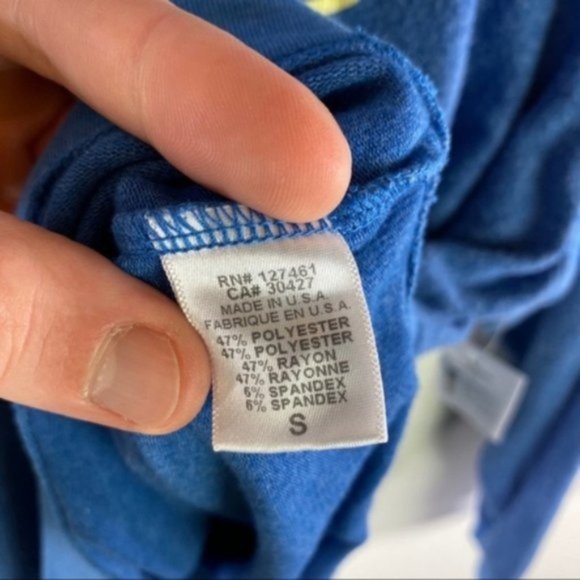 RN# 127461
CA# 30427
MADE IN U.S.A.
FABRIQUE EN U.S.A.
47% POLYESTER
47% POLYESTER
47% RAYON
47% RAYONNE
6% SPANDEX
6% SPANDEX
S